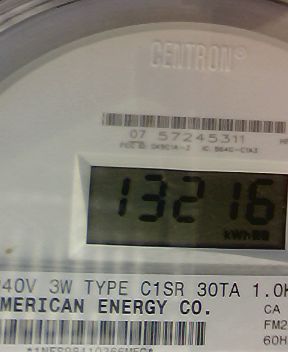 CENTRON®
07 57245311
13216
kWh
40V 3W TYPE C1SR 30TA 1.0K
MERICAN ENERGY CO.
CA
FM2
60H